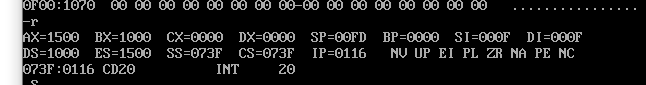 0F00:1070  00 00 00 00 00 00 00 00-00 00 00 00 00 00 00 00   ................
-r
AX=1500  BX=1000  CX=0000  DX=0000  SP=00FD  BP=0000  SI=000F  DI=000F
DS=1000  ES=1500  SS=073F  CS=073F  IP=0116   NV UP EI PL ZR NA PE NC
073F:0116 CD20          INT     20